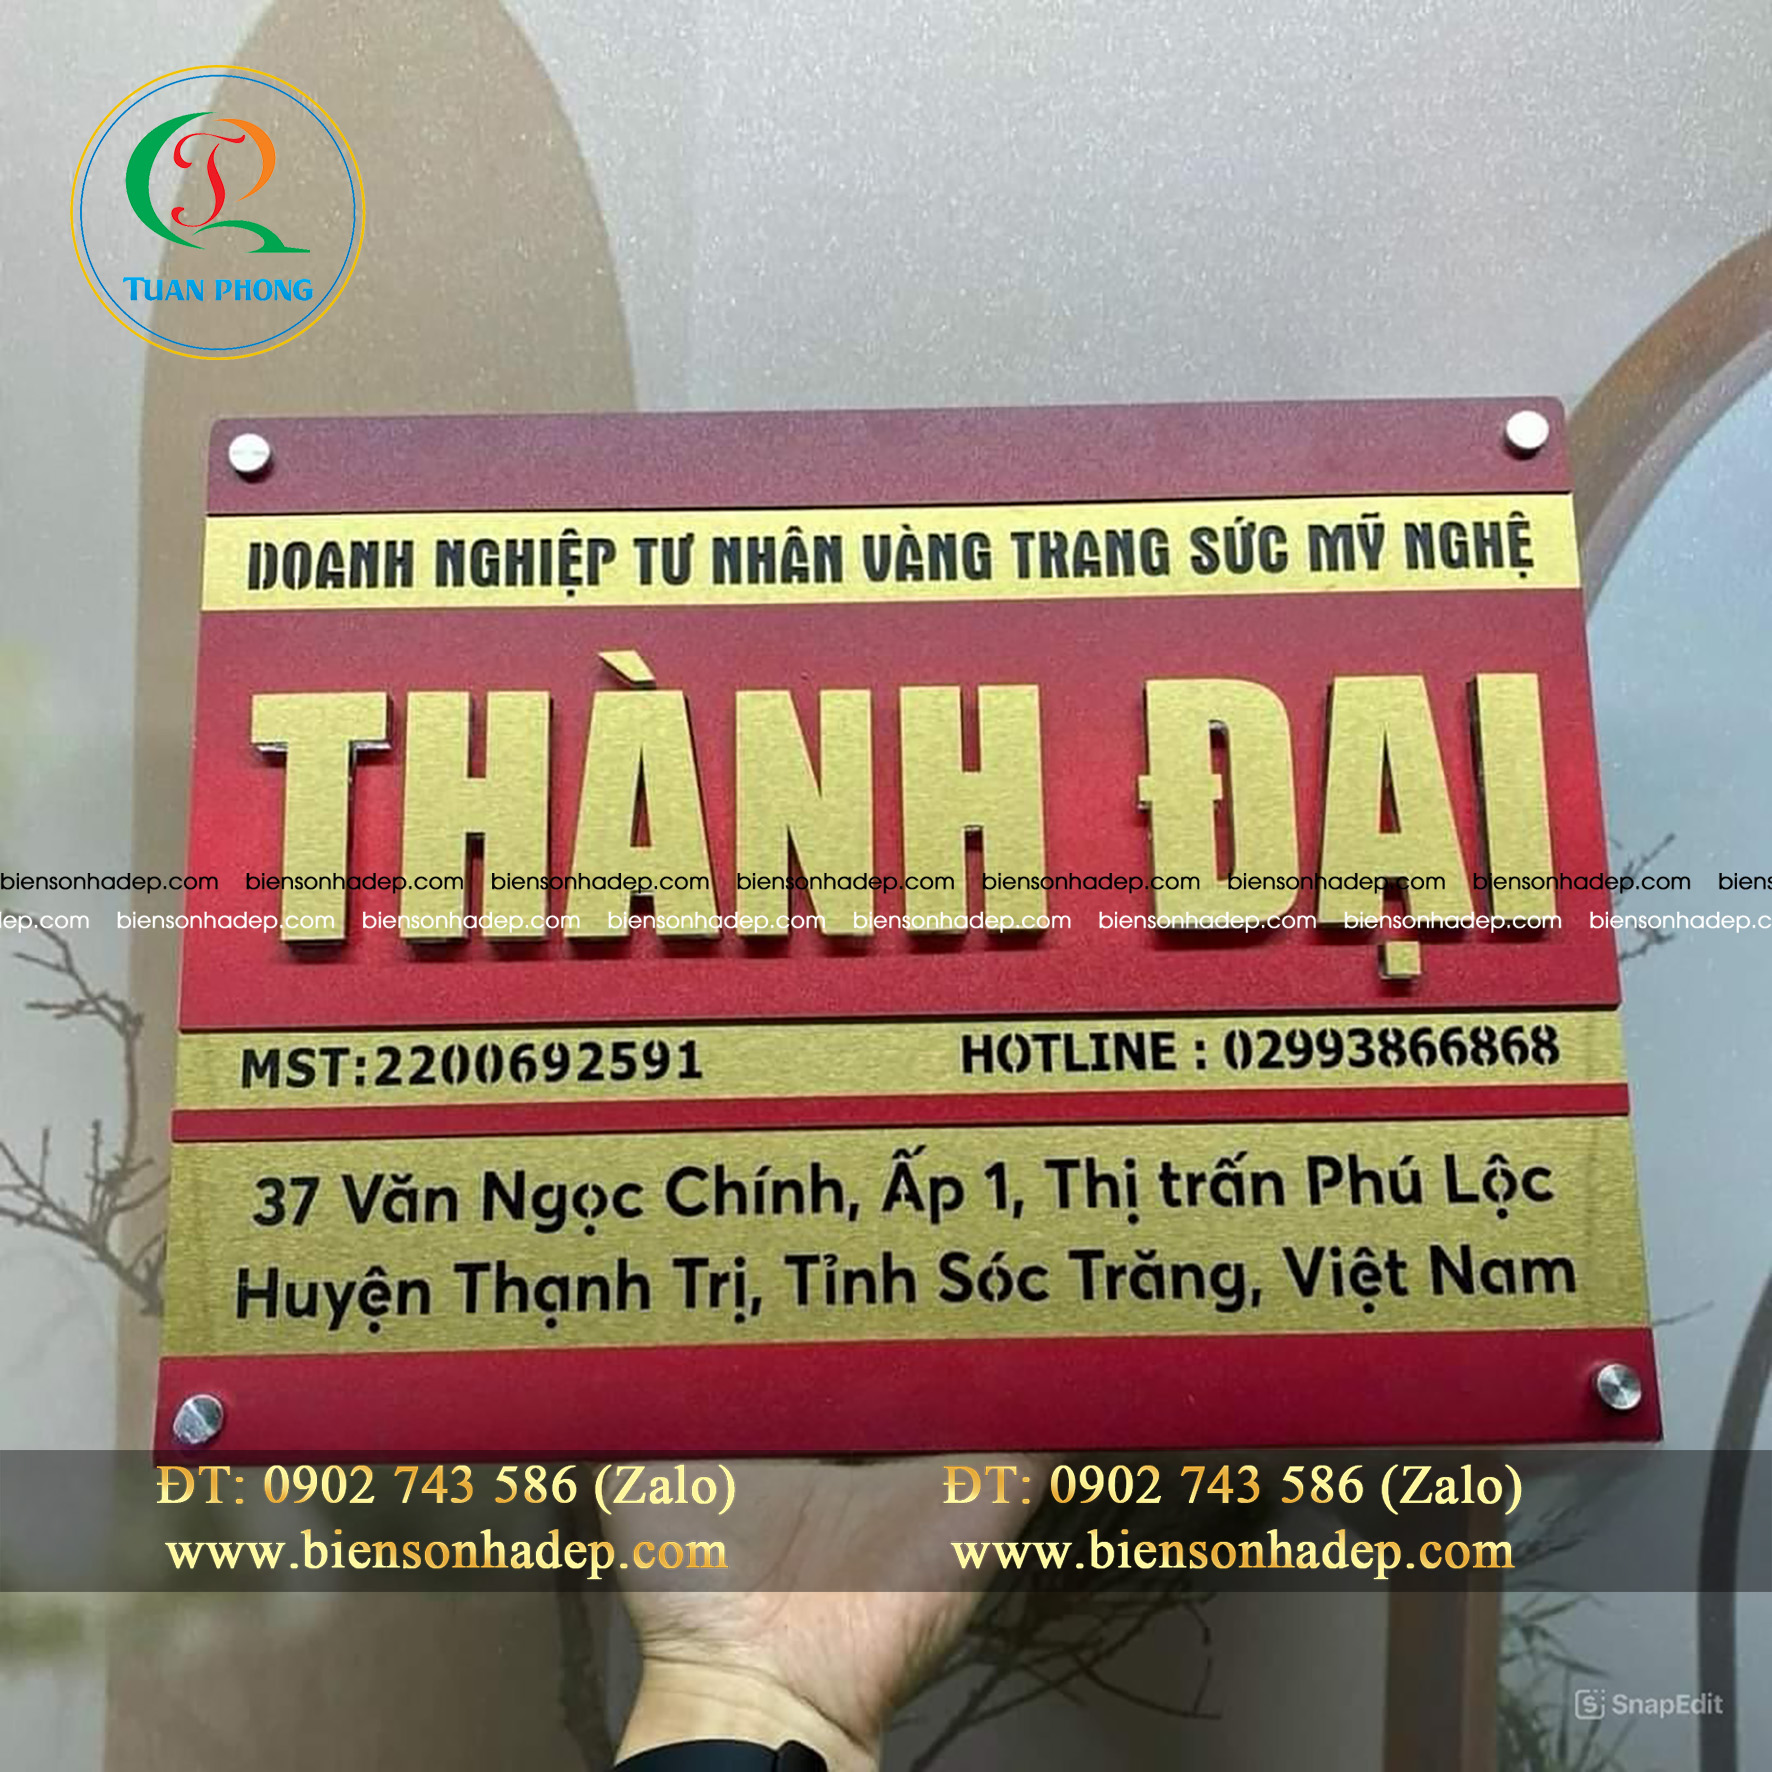 TUAN PHONG
DOANH NGHIỆP TƯ NHÂN VÀNG TRANG SỨC MỸ NGHỆ
THÀNH ĐẠI
biensonhadep.com biensonhadep.com biensonhadep.com biensonhadep.com biensonhadep.com biensonhadep.com biensonhadep.com biens
ep.com biensonhadep.com biensonhadep.com biensonhadep.com biensonhadep.com biensonhadep.com biensonhadep.com biensonhadep.c
MST:2200692591 HOTLINE : 02993866868
37 Văn Ngọc Chính, Ấp 1, Thị trấn Phú Lộc
Huyện Thạnh Trị, Tỉnh Sóc Trăng, Việt Nam
ĐT: 0902 743 586 (Zalo) ĐT: 0902 743 586 (Zalo)
www.biensonhadep.com www.biensonhadep.com
SnapEdit